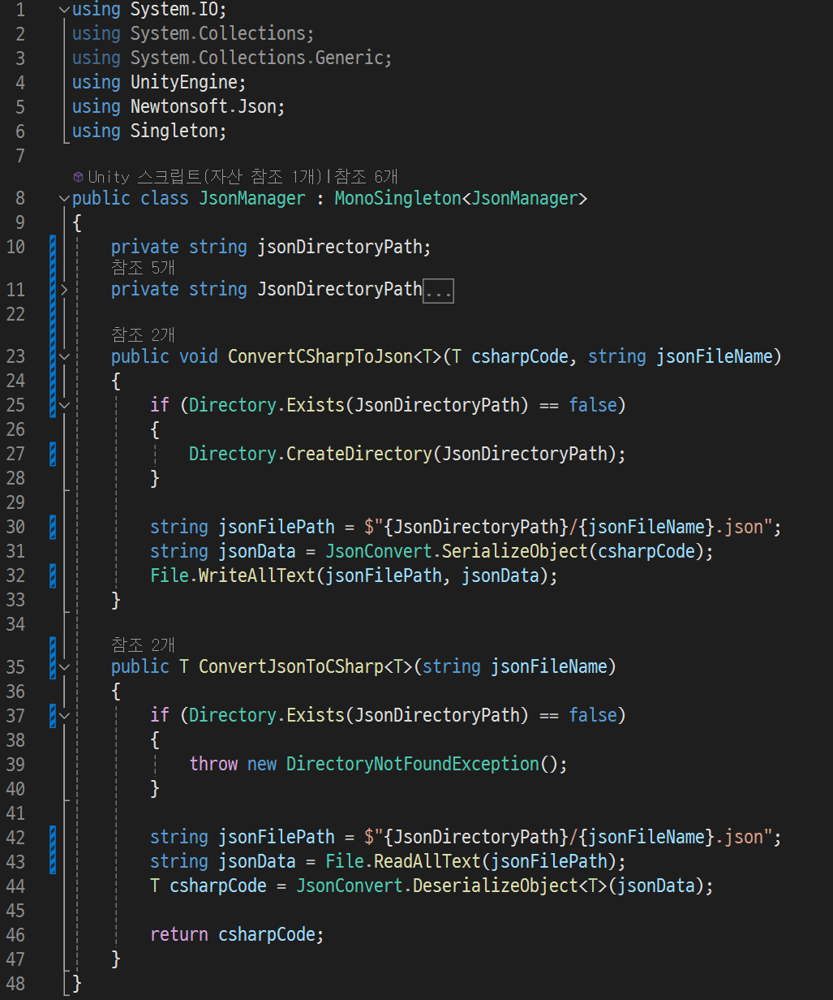 1 using System.IO;
2 using System.Collections;
3 using System.Collections.Generic;
4 using UnityEngine;
5 using Newtonsoft.Json;
6 using Singleton;
7
Unity 스크립트(자산 참조 1개)|참조 6개
8 public class JsonManager : MonoSingleton<JsonManager>
9 {
10     private string jsonDirectoryPath;
참조 5개
11     private string JsonDirectoryPath...
22
참조 2개
23     public void ConvertCSharpToJson<T>(T csharpCode, string jsonFileName)
24     {
25         if (Directory.Exists(JsonDirectoryPath) == false)
26         {
27             Directory.CreateDirectory(JsonDirectoryPath);
28         }
29
30         string jsonFilePath = $"{JsonDirectoryPath}/{jsonFileName}.json";
31         string jsonData = JsonConvert.SerializeObject(csharpCode);
32         File.WriteAllText(jsonFilePath, jsonData);
33     }
34
참조 2개
35     public T ConvertJsonToCSharp<T>(string jsonFileName)
36     {
37         if (Directory.Exists(JsonDirectoryPath) == false)
38         {
39             throw new DirectoryNotFoundException();
40         }
41
42         string jsonFilePath = $"{JsonDirectoryPath}/{jsonFileName}.json";
43         string jsonData = File.ReadAllText(jsonFilePath);
44         T csharpCode = JsonConvert.DeserializeObject<T>(jsonData);
45
46         return csharpCode;
47     }
48 }